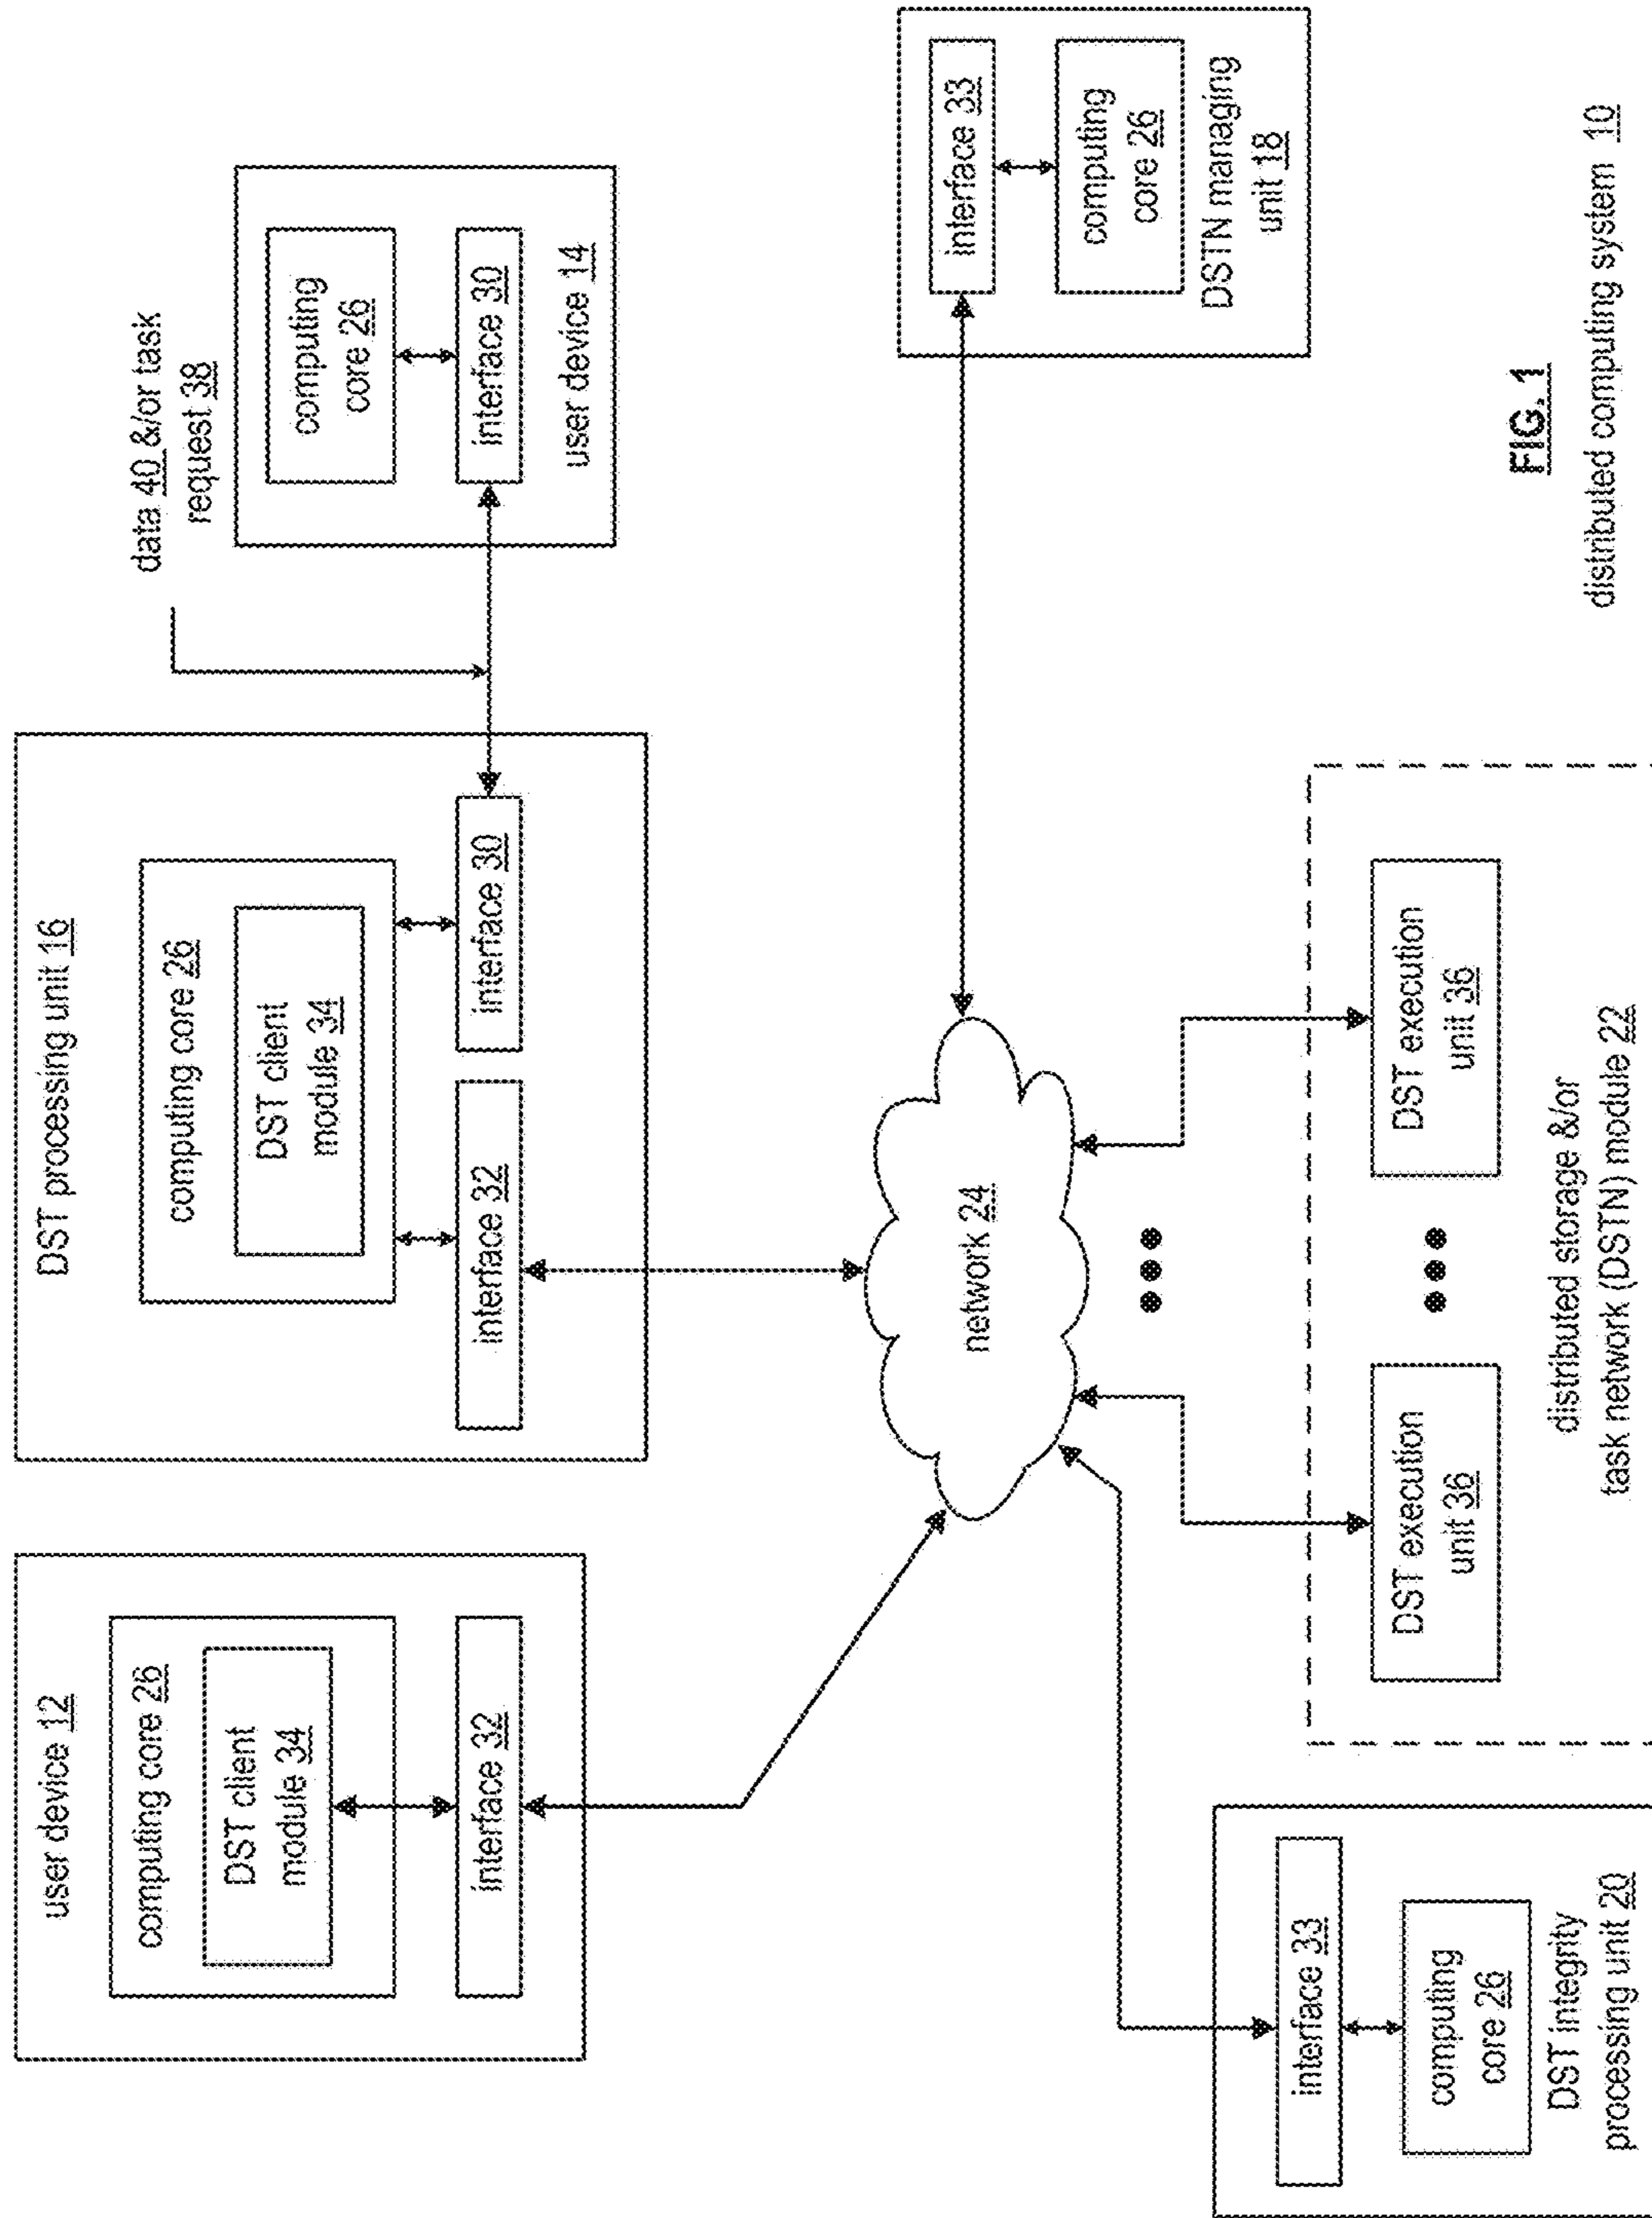 user device 12
computing core 26
DST client
module 34
interface 32
DST processing unit 16
computing core 26
DST client
module 34
interface 32
interface 30
data 40 &/or task
request 38
computing
core 26
interface 30
user device 14
network 24
interface 33
computing
core 26
DSTN managing
unit 18
interface 33
computing
core 26
DST integrity
processing unit 20
DST execution
unit 36
DST execution
unit 36
distributed storage &/or
task network (DSTN) module 22
FIG. 1
distributed computing system 10